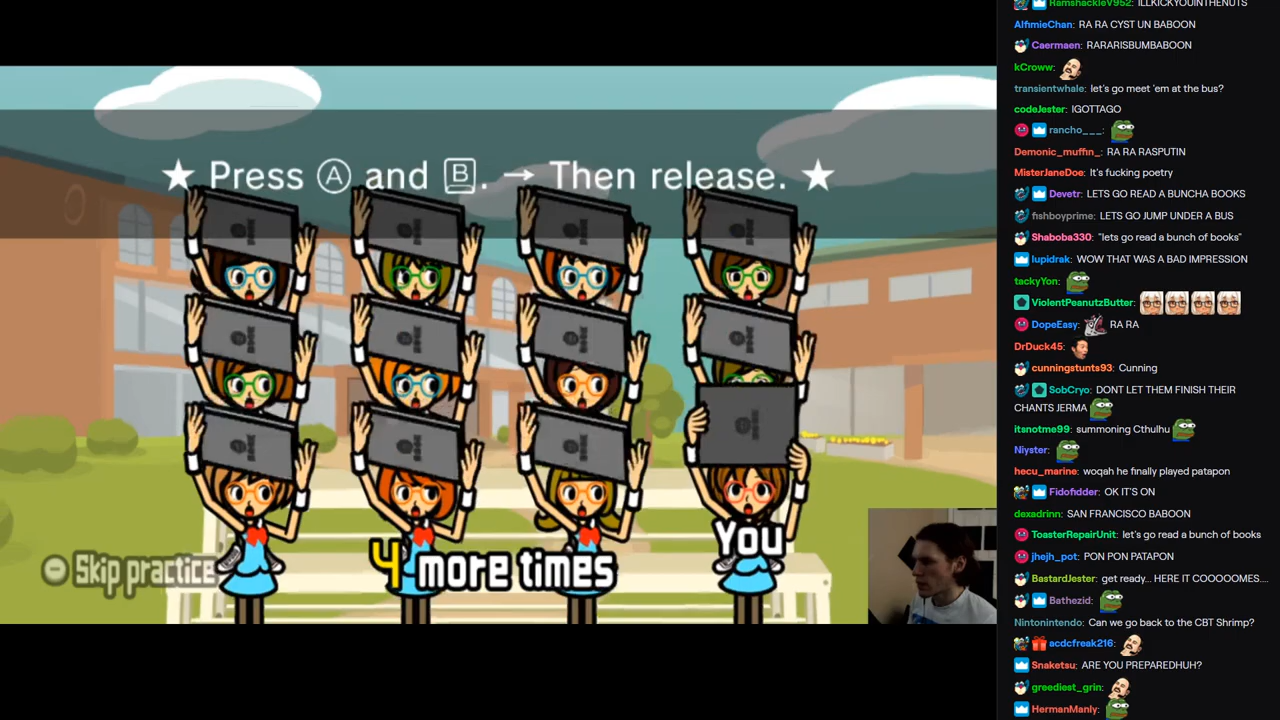 ★ Press Ⓐ and B. → Then release. ★
You
4 more times
Skip practice
RamshackleV952: ILLKICKYOUINTHENUTS
AlfimieChan: RA RA CYST UN BABOON
Caermaen: RARARISBUMBABOON
kCroww:
transientwhale: let's go meet 'em at the bus?
codeJester: IGOTTAGO
rancho___:
Demonic_muffin_: RA RA RASPUTIN
MisterJaneDoe: It's fucking poetry
Devetr: LETS GO READ A BUNCHA BOOKS
fishboyprime: LETS GO JUMP UNDER A BUS
Shaboba330: "lets go read a bunch of books"
lupidrak: WOW THAT WAS A BAD IMPRESSION
tackyYon:
ViolentPeanutzButter:
DopeEasy: RA RA
DrDuck45:
cunningstunts93: Cunning
SobCryo: DONT LET THEM FINISH THEIR
CHANTS JERMA
itsnotme99: summoning Cthulhu
Niyster:
hecu_marine: woqah he finally played patapon
Fidofidder: OK IT'S ON
dexadrinn: SAN FRANCISCO BABOON
ToasterRepairUnit: let's go read a bunch of books
jhejh_pot: PON PON PATAPON
BastardJester: get ready... HERE IT COOOOOMES....
Bathezid:
Nintonintendo: Can we go back to the CBT Shrimp?
acdcfreak216:
Snaketsu: ARE YOU PREPAREDHUH?
greediest_grin:
HermanManly: